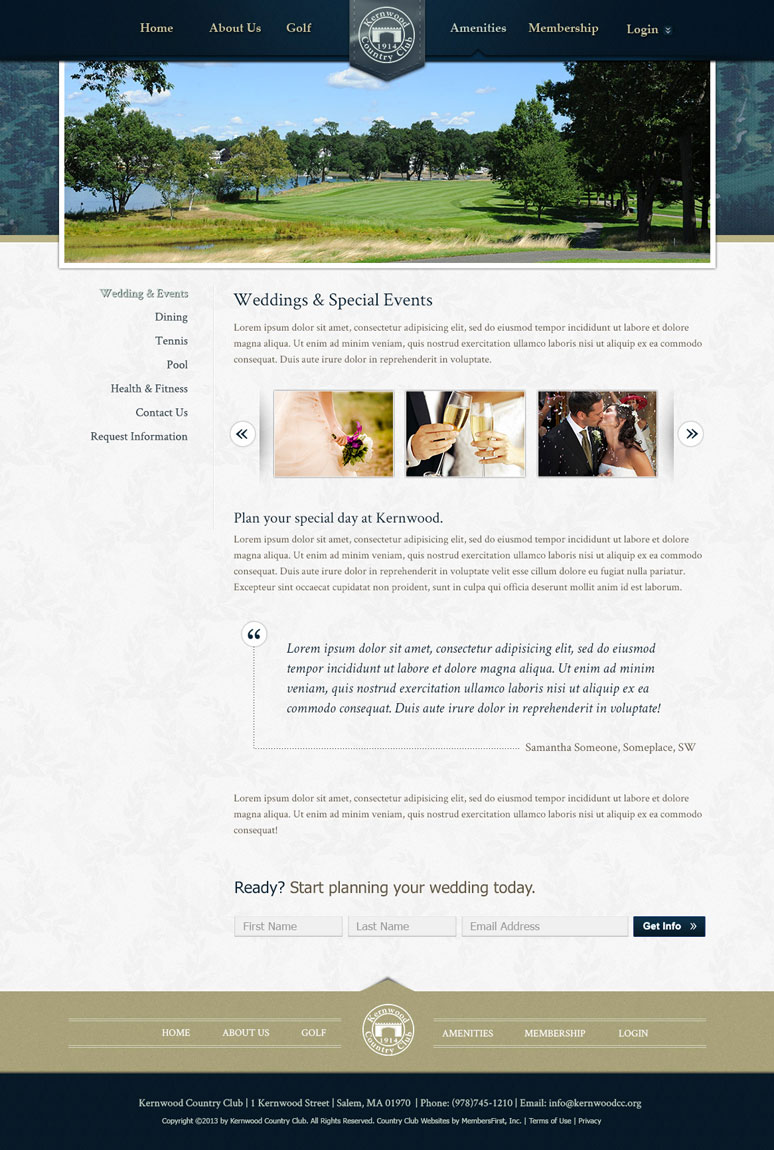 Home
About Us
Golf
Kernwood
1914
Country Club
Amenities
Membership
Login
Wedding & Events
Dining
Tennis
Pool
Health & Fitness
Contact Us
Request Information
Weddings & Special Events
Lorem ipsum dolor sit amet, consectetur adipisicing elit, sed do eiusmod tempor incididunt ut labore et dolore
magna aliqua. Ut enim ad minim veniam, quis nostrud exercitation ullamco laboris nisi ut aliquip ex ea commodo
consequat. Duis aute irure dolor in reprehenderit in voluptate.
Plan your special day at Kernwood.
Lorem ipsum dolor sit amet, consectetur adipisicing elit, sed do eiusmod tempor incididunt ut labore et dolore
magna aliqua. Ut enim ad minim veniam, quis nostrud exercitation ullamco laboris nisi ut aliquip ex ea commodo
consequat. Duis aute irure dolor in reprehenderit in voluptate velit esse cillum dolore eu fugiat nulla pariatur.
Excepteur sint occaecat cupidatat non proident, sunt in culpa qui officia deserunt mollit anim id est laborum.
“
Lorem ipsum dolor sit amet, consectetur adipisicing elit, sed do eiusmod
tempor incididunt ut labore et dolore magna aliqua. Ut enim ad minim
veniam, quis nostrud exercitation ullamco laboris nisi ut aliquip ex ea
commodo consequat. Duis aute irure dolor in reprehenderit in voluptate!
Samantha Someone, Someplace, SW
Lorem ipsum dolor sit amet, consectetur adipisicing elit, sed do eiusmod tempor incididunt ut labore et dolore
magna aliqua. Ut enim ad minim veniam, quis nostrud exercitation ullamco laboris nisi ut aliquip ex ea commodo
consequat!
Ready? Start planning your wedding today.
First Name
Last Name
Email Address
Get Info »
HOME
ABOUT US
GOLF
Kernwood
1914
Country Club
AMENITIES
MEMBERSHIP
LOGIN
Kernwood Country Club | 1 Kernwood Street | Salem, MA 01970 | Phone: (978)745-1210 | Email: info@kernwoodcc.org
Copyright ©2013 by Kernwood Country Club. All Rights Reserved. Country Club Websites by MembersFirst, Inc. | Terms of Use | Privacy